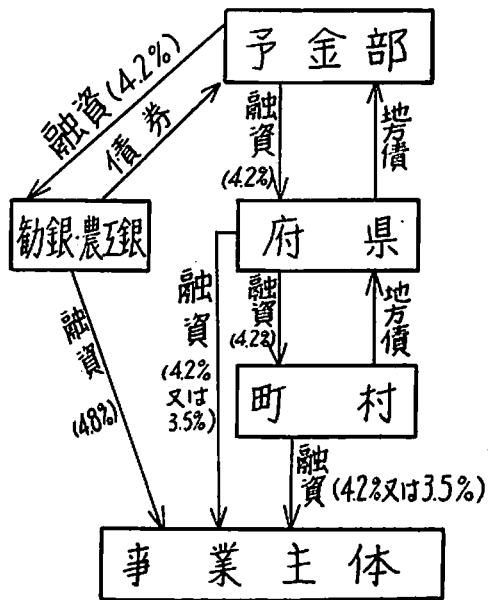 予金部
融資(4.2%)
債券
融資
(4.2%)
地方債
勧銀・農工銀
府県
融資
(4.8%)
融資
(4.2%
又は
3.5%)
融資
(4.2%)
地方債
町村
融資(4.2%又は3.5%)
事業主体